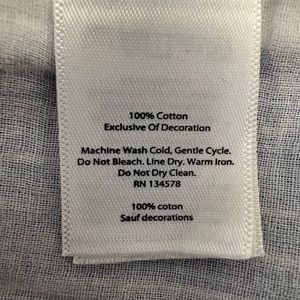 100% Cotton
Exclusive Of Decoration
Machine Wash Cold, Gentle Cycle.
Do Not Bleach. Line Dry. Warm Iron.
Do Not Dry Clean.
RN 134578
100% coton
Sauf decorations